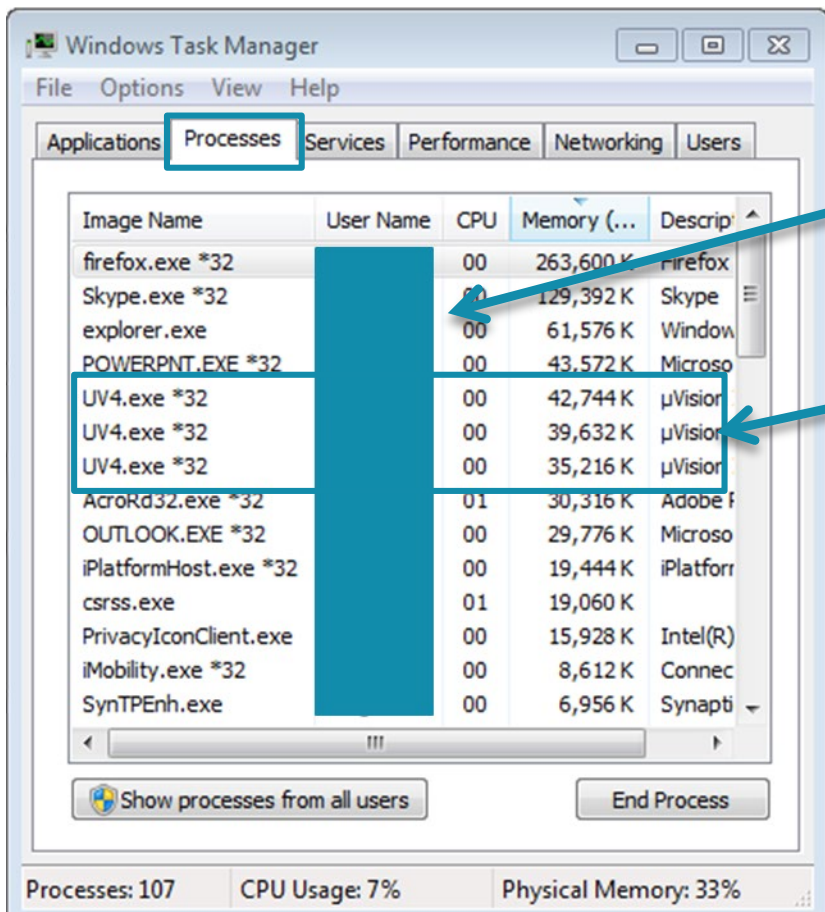 Windows Task Manager
File Options View Help
Applications Processes Services Performance Networking Users
Image Name User Name CPU Memory (... Descrip
firefox.exe *32 00 263,600 K Firefox
Skype.exe *32 00 129,392 K Skype
explorer.exe 00 61,576 K Window
POWERPNT.EXE *32 00 43,572 K Microso
UV4.exe *32 00 42,744 K µVision
UV4.exe *32 00 39,632 K µVision
UV4.exe *32 00 35,216 K µVision
AcroRd32.exe *32 01 30,316 K Adobe
OUTLOOK.EXE *32 00 29,776 K Microso
iPlatformHost.exe *32 00 19,444 K iPlatforr
csrss.exe 01 19,060 K
PrivacyIconClient.exe 00 15,928 K Intel(R)
iMobility.exe *32 00 8,612 K Connec
SynTPEnh.exe 00 6,956 K Synapti
Show processes from all users End Process
Processes: 107 CPU Usage: 7% Physical Memory: 33%